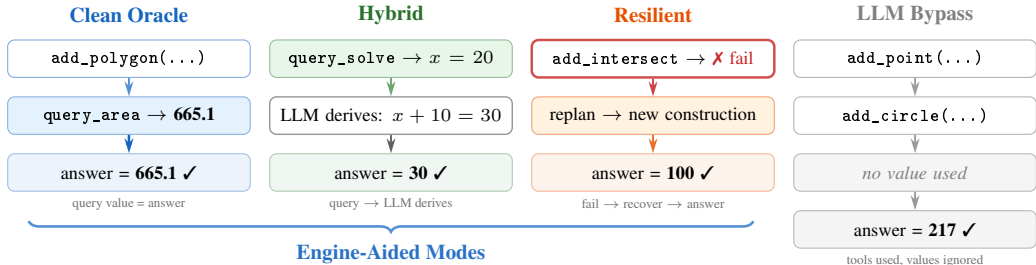 Clean Oracle
add_polygon(...)
query_area → 665.1
answer = 665.1 ✓
query value = answer
Hybrid
query_solve → x = 20
LLM derives: x + 10 = 30
answer = 30 ✓
query → LLM derives
Resilient
add_intersect → ✗ fail
replan → new construction
answer = 100 ✓
fail → recover → answer
Engine-Aided Modes
LLM Bypass
add_point(...)
add_circle(...)
no value used
answer = 217 ✓
tools used, values ignored